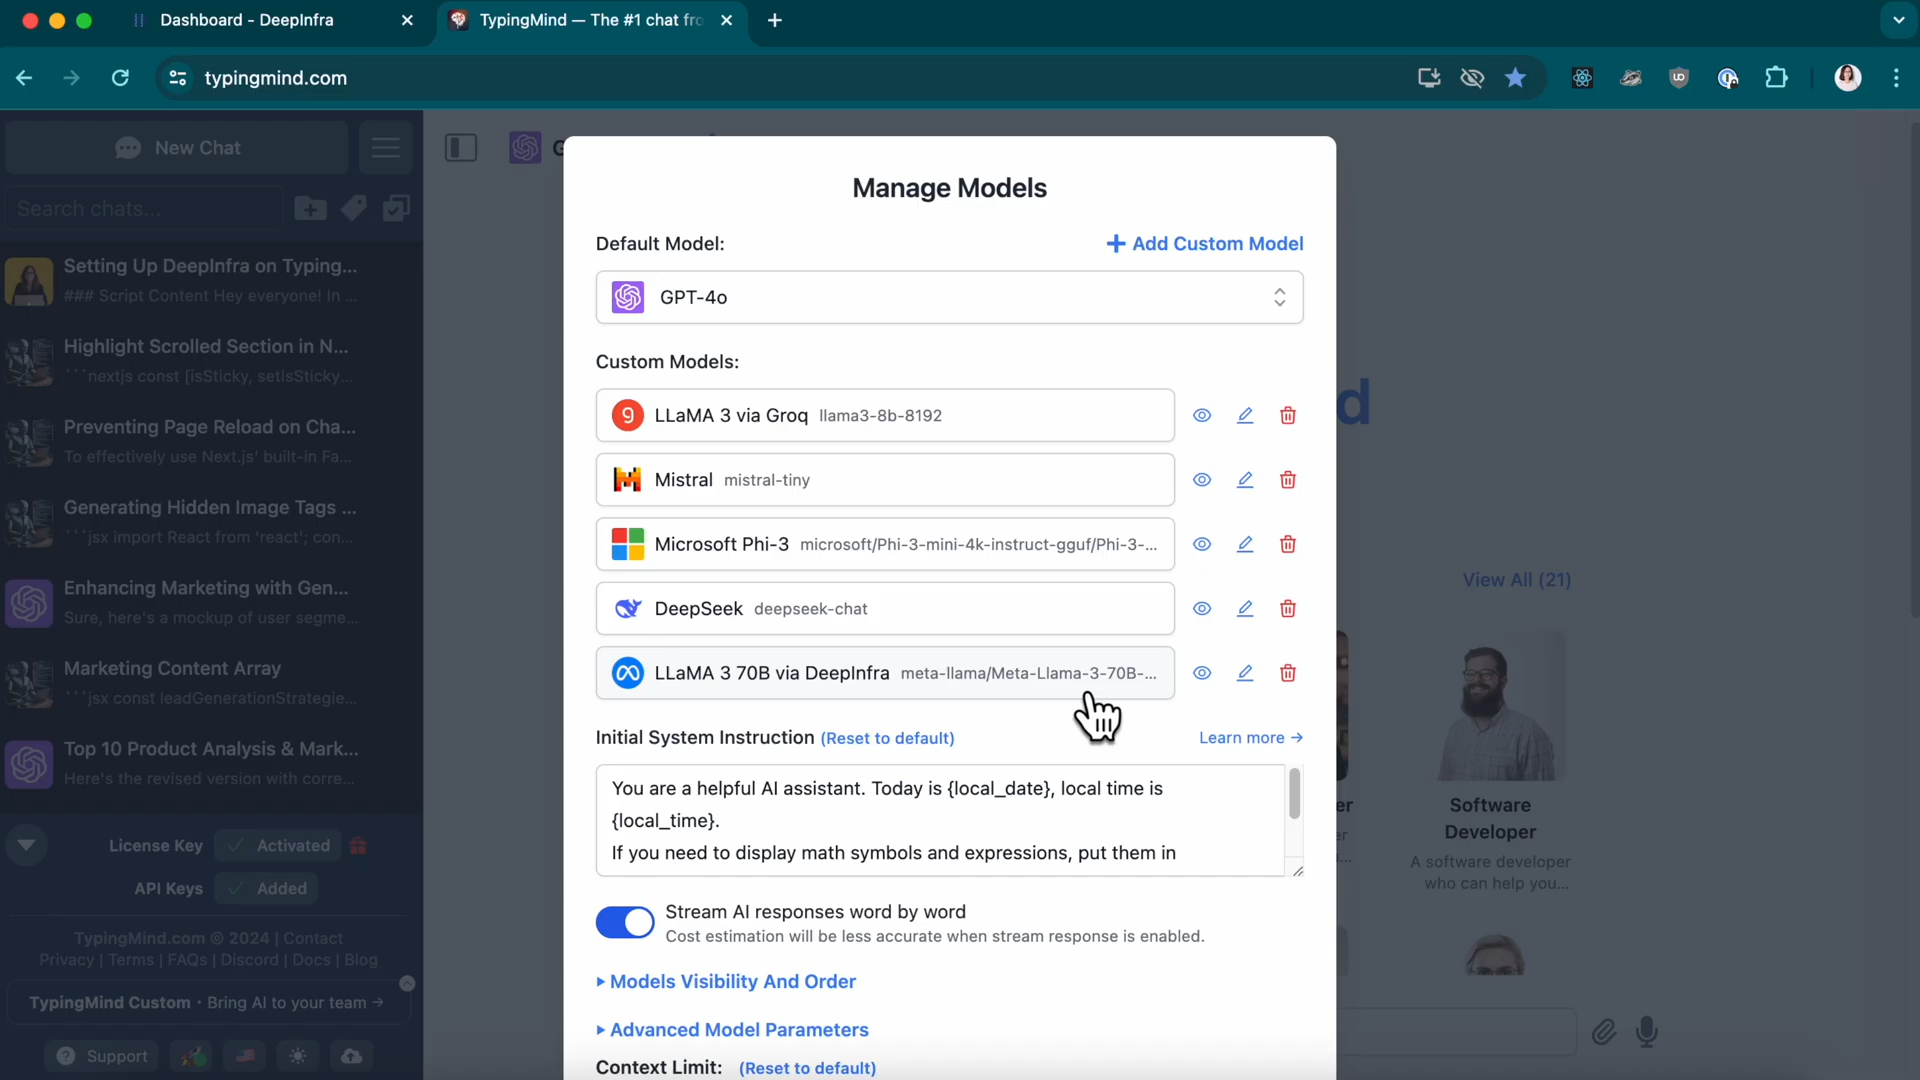 Dashboard - DeepInfra
TypingMind — The #1 chat fro
typingmind.com
New Chat
Search chats...
Setting Up DeepInfra on Typing...
### Script Content Hey everyone! In ...
Highlight Scrolled Section in N...
```nextjs const [isSticky, setIsSticky...
Preventing Page Reload on Cha...
To effectively use Next.js' built-in Fa...
Generating Hidden Image Tags ...
```jsx import React from 'react'; con...
Enhancing Marketing with Gen...
Sure, here's a mockup of user segme...
Marketing Content Array
```jsx const leadGenerationStrategie...
Top 10 Product Analysis & Mark...
Here's the revised version with corre...
License Key
Activated
API Keys
Added
TypingMind.com © 2024 | Contact
Privacy | Terms | FAQs | Discord | Docs | Blog
TypingMind Custom · Bring AI to your team →
Support
Manage Models
Default Model:
Add Custom Model
GPT-4o
Custom Models:
LLaMA 3 via Groq llama3-8b-8192
Mistral mistral-tiny
Microsoft Phi-3 microsoft/Phi-3-mini-4k-instruct-gguf/Phi-3-...
DeepSeek deepseek-chat
LLaMA 3 70B via DeepInfra meta-llama/Meta-Llama-3-70B-...
Initial System Instruction (Reset to default)
Learn more →
You are a helpful AI assistant. Today is {local_date}, local time is
{local_time}.
If you need to display math symbols and expressions, put them in
Stream AI responses word by word
Cost estimation will be less accurate when stream response is enabled.
Models Visibility And Order
Advanced Model Parameters
Context Limit: (Reset to default)
View All (21)
Software
Developer
A software developer
who can help you...